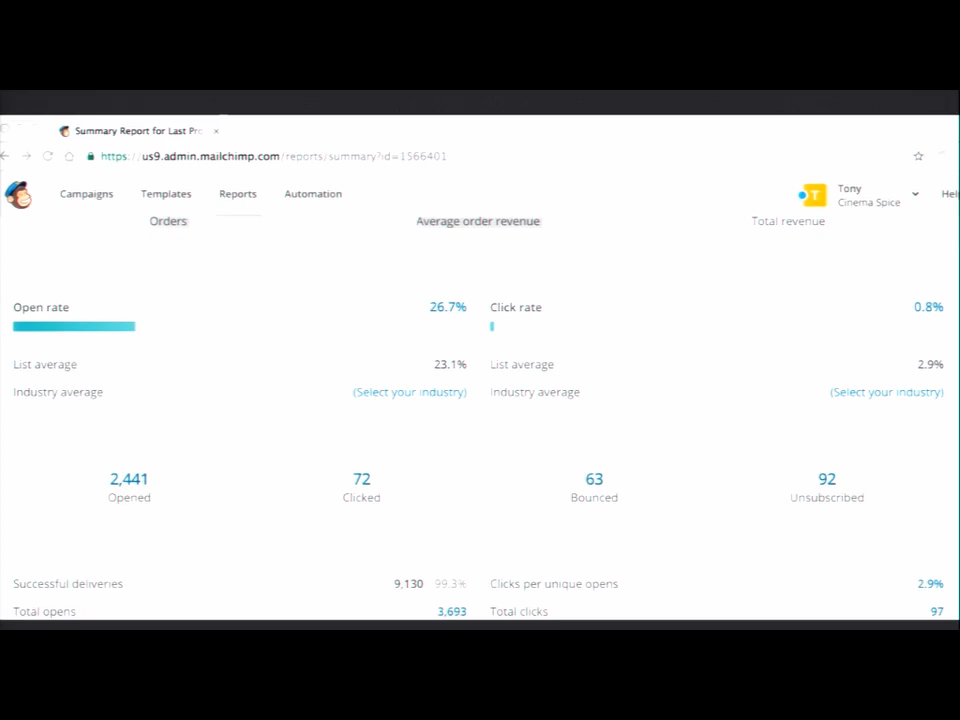 Summary Report for Last Pro
https://us9.admin.mailchimp.com/reports/summary?id=1566401
Campaigns Templates Reports Automation Tony Help
Cinema Spice
Orders Average order revenue Total revenue
Open rate 26.7% Click rate 0.8%
List average 23.1% List average 2.9%
Industry average (Select your industry) Industry average (Select your industry)
2,441 72 63 92
Opened Clicked Bounced Unsubscribed
Successful deliveries 9,130 99.3% Clicks per unique opens 2.9%
Total opens 3,693 Total clicks 97